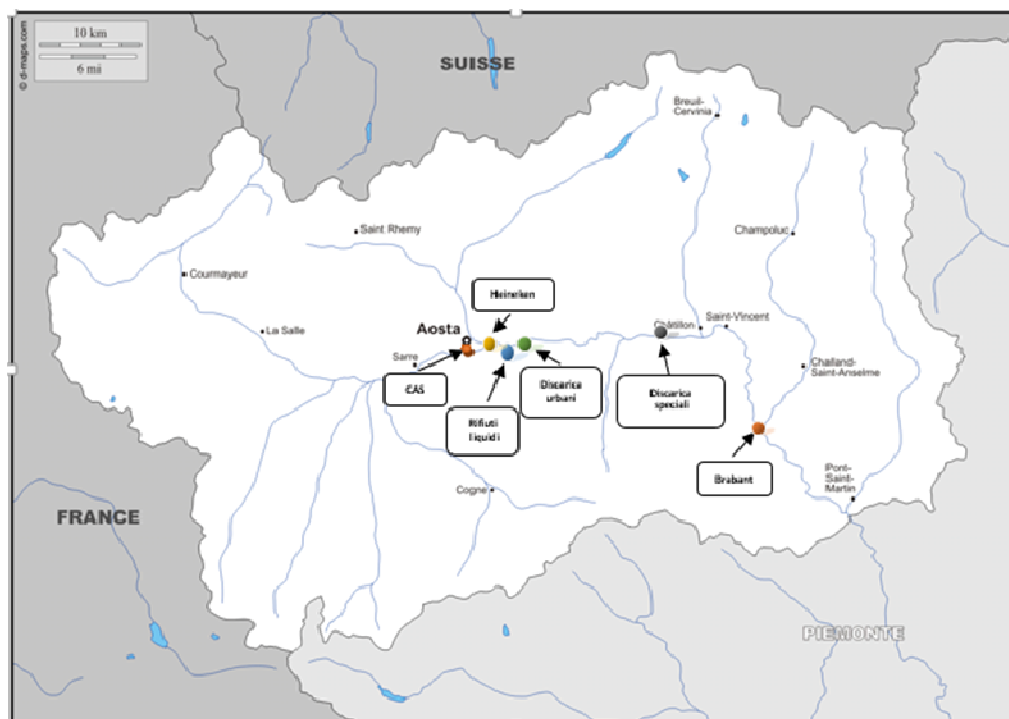 © d-maps.com
10 km
6 mi
SUISSE
Breuil-
Cervinia
Saint Rhemy
Champoluc
Courmayeur
Heineken
La Salle
Aosta
Châtillon
Saint-Vincent
Sarre
Challand-
Saint-Anselme
CAS
Discarica
urbani
Discarica
speciali
Rifiuti
liquidi
Brabant
Pont-
Saint-
Martin
Cogne
FRANCE
PIEMONTE